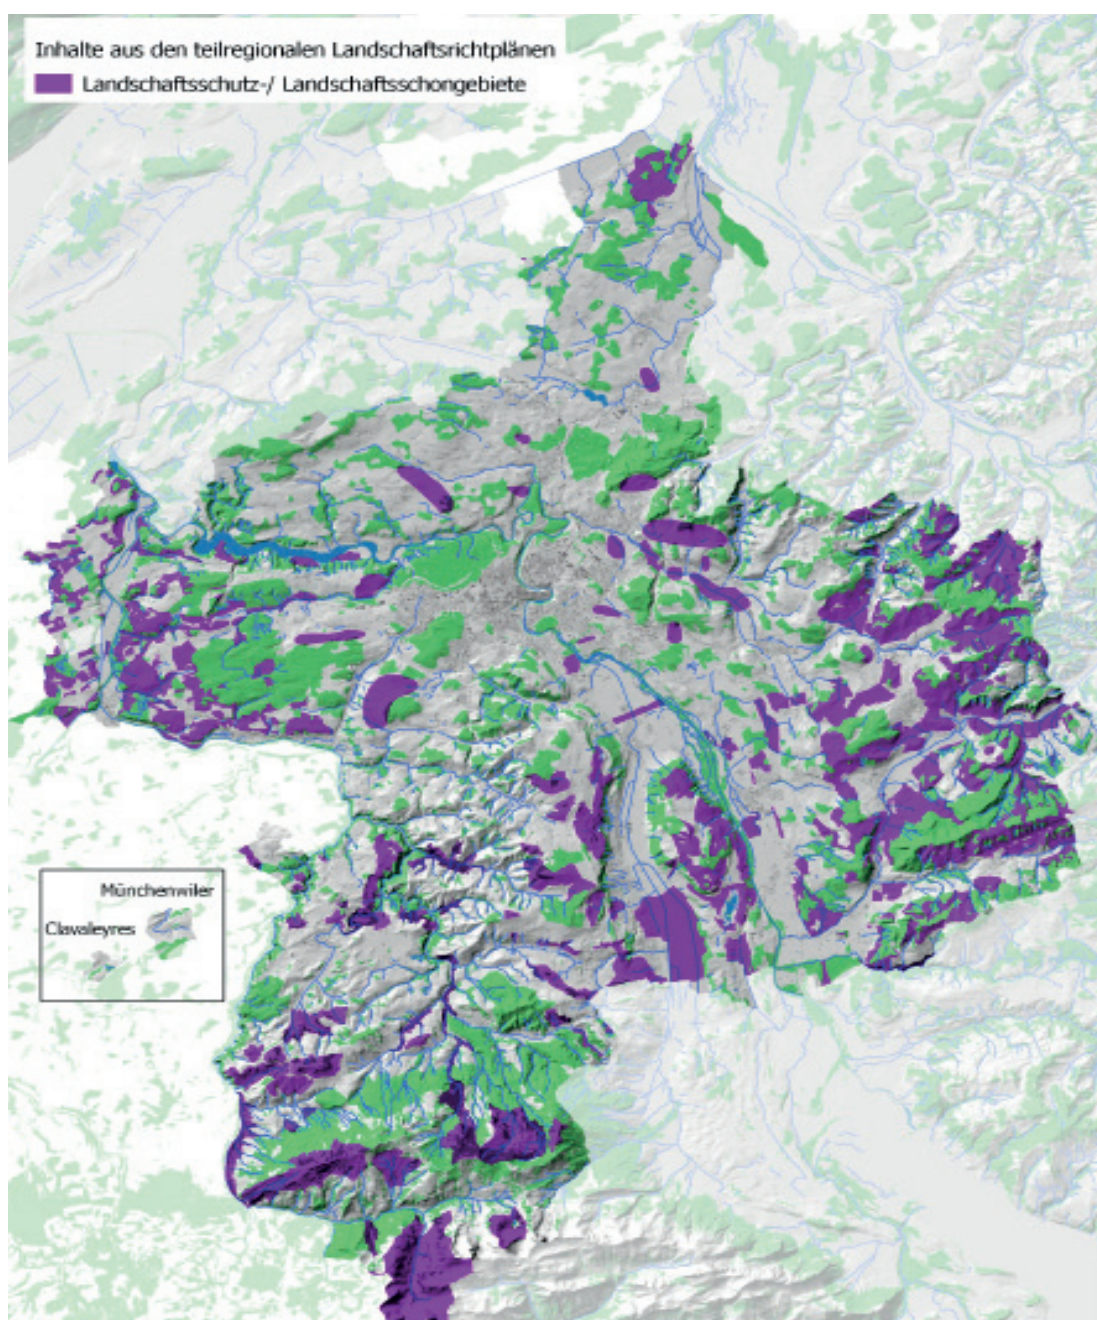 Inhalte aus den teilregionalen Landschaftsrichtplänen
Landschaftsschutz-/ Landschaftsschongebiete
Münchenwiler
Clavaleyres